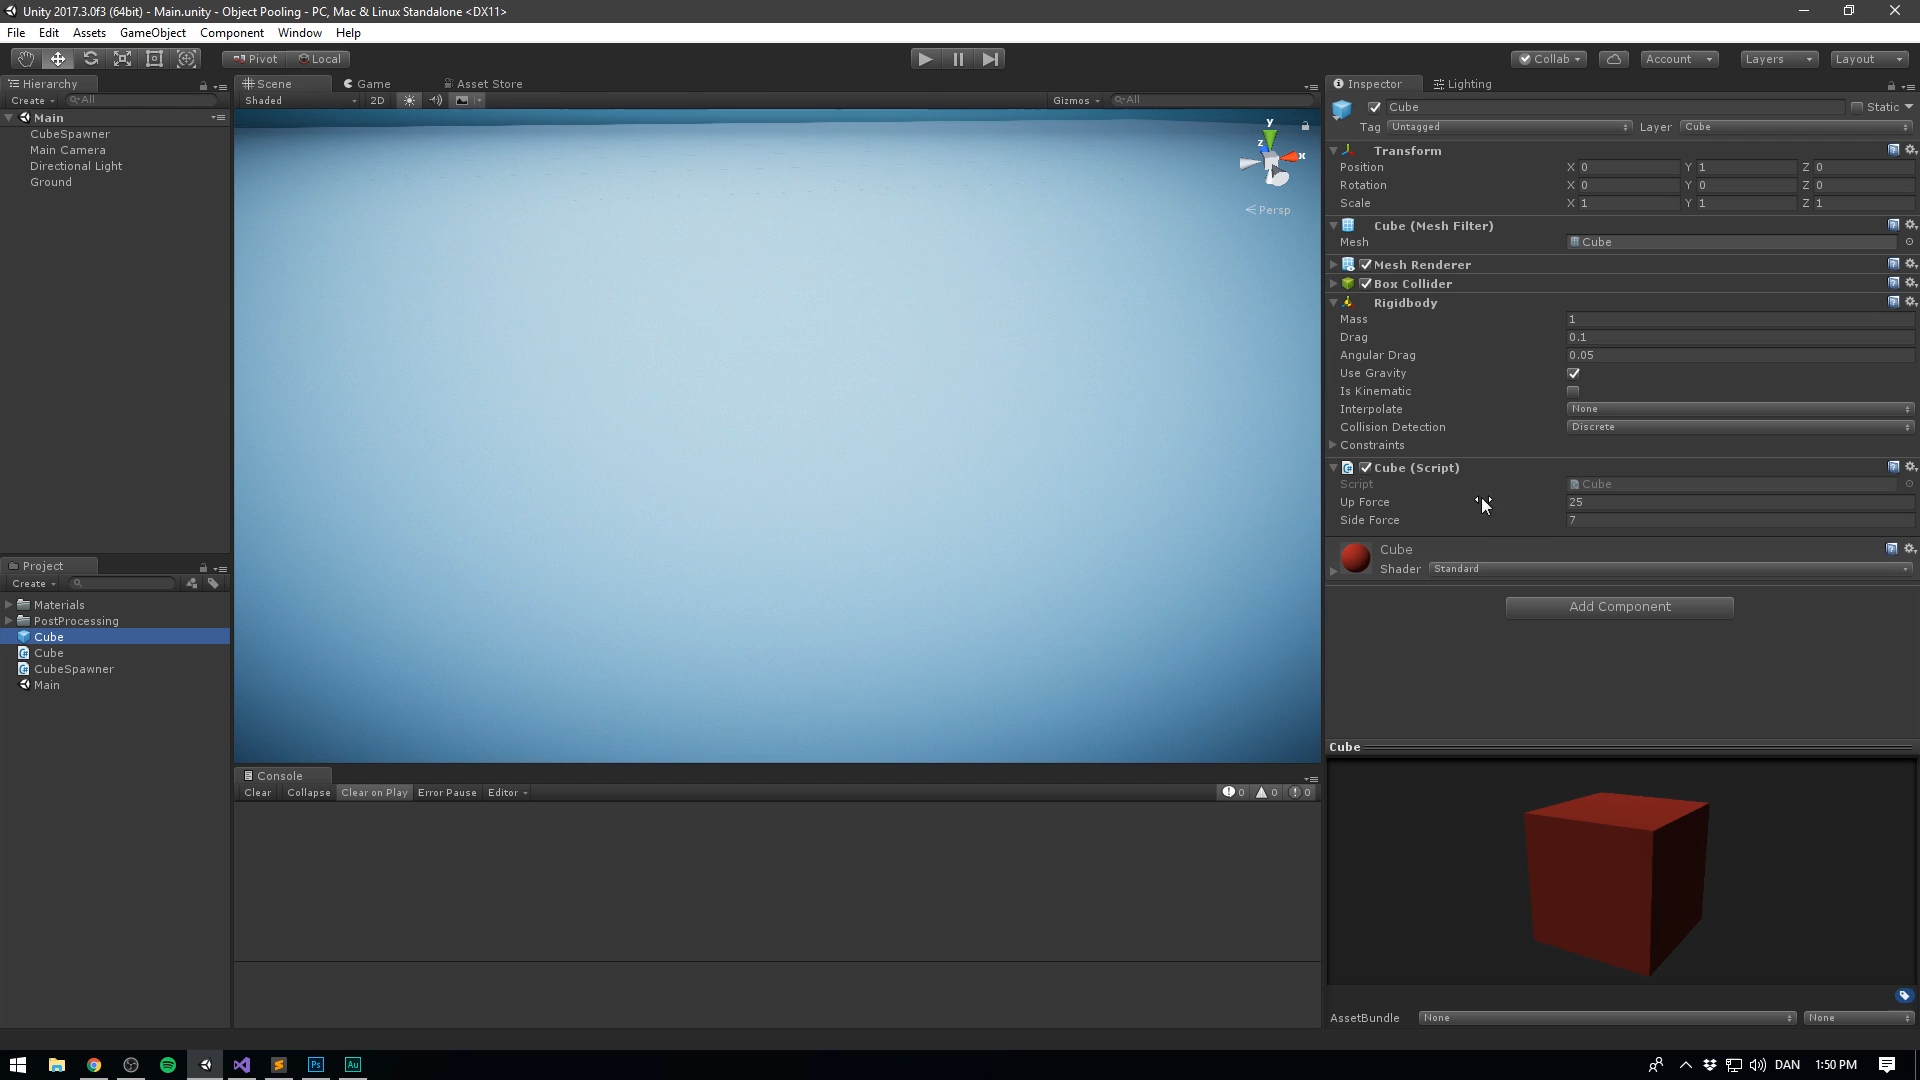 Unity 2017.3.0f3 (64bit) - Main.unity - Object Pooling - PC, Mac & Linux Standalone <DX11>
File Edit Assets GameObject Component Window Help
Pivot Local Collab Account Layers Layout
Hierarchy
Create All
Main
CubeSpawner
Main Camera
Directional Light
Ground
Scene Game Asset Store
Shaded 2D Gizmos All
y
z
x
Persp
Project
Create
Materials
PostProcessing
Cube
Cube
CubeSpawner
Main
Console
Clear Collapse Clear on Play Error Pause Editor 0 0 0
Inspector Lighting
Cube Static
Tag Untagged Layer Cube
Transform
Position X 0 Y 1 Z 0
Rotation X 0 Y 0 Z 0
Scale X 1 Y 1 Z 1
Cube (Mesh Filter)
Mesh Cube
Mesh Renderer
Box Collider
Rigidbody
Mass 1
Drag 0.1
Angular Drag 0.05
Use Gravity
Is Kinematic
Interpolate None
Collision Detection Discrete
Constraints
Cube (Script)
Script Cube
Up Force 25
Side Force 7
Cube
Shader Standard
Add Component
Cube
AssetBundle None None
Ps Au DAN 1:50 PM